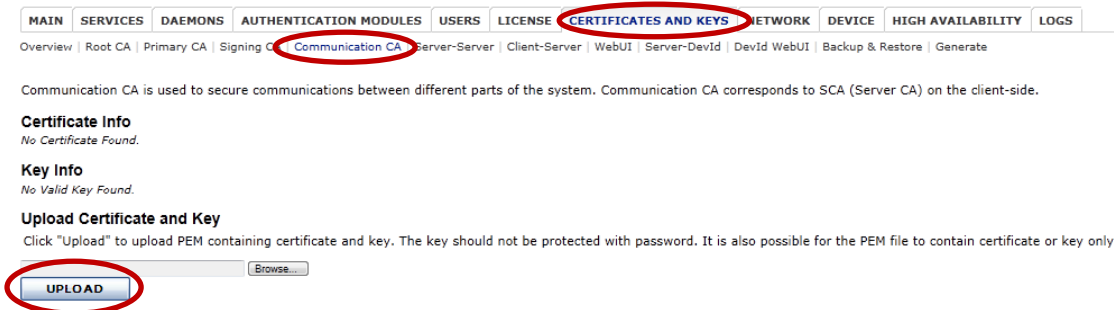 MAIN SERVICES DAEMONS AUTHENTICATION MODULES USERS LICENSE CERTIFICATES AND KEYS NETWORK DEVICE HIGH AVAILABILITY LOGS
Overview | Root CA | Primary CA | Signing CA | Communication CA | Server-Server | Client-Server | WebUI | Server-DevId | DevId WebUI | Backup & Restore | Generate
Communication CA is used to secure communications between different parts of the system. Communication CA corresponds to SCA (Server CA) on the client-side.
Certificate Info
No Certificate Found.
Key Info
No Valid Key Found.
Upload Certificate and Key
Click "Upload" to upload PEM containing certificate and key. The key should not be protected with password. It is also possible for the PEM file to contain certificate or key only
Browse...
UPLOAD